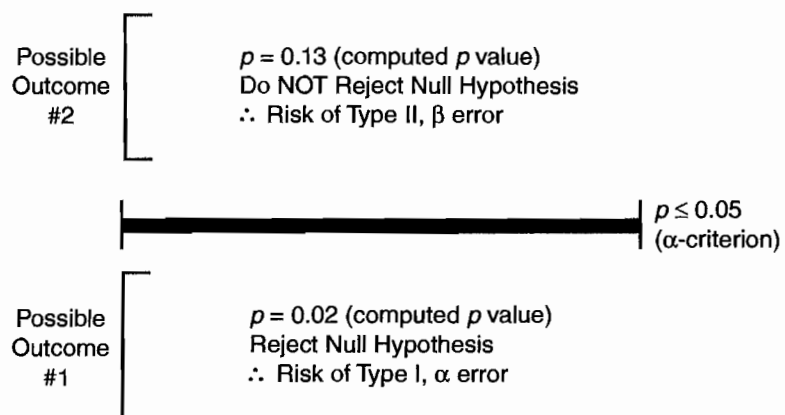 Possible
Outcome
#2
p = 0.13 (computed p value)
Do NOT Reject Null Hypothesis
∴ Risk of Type II, β error
p ≤ 0.05
(α-criterion)
Possible
Outcome
#1
p = 0.02 (computed p value)
Reject Null Hypothesis
∴ Risk of Type I, α error